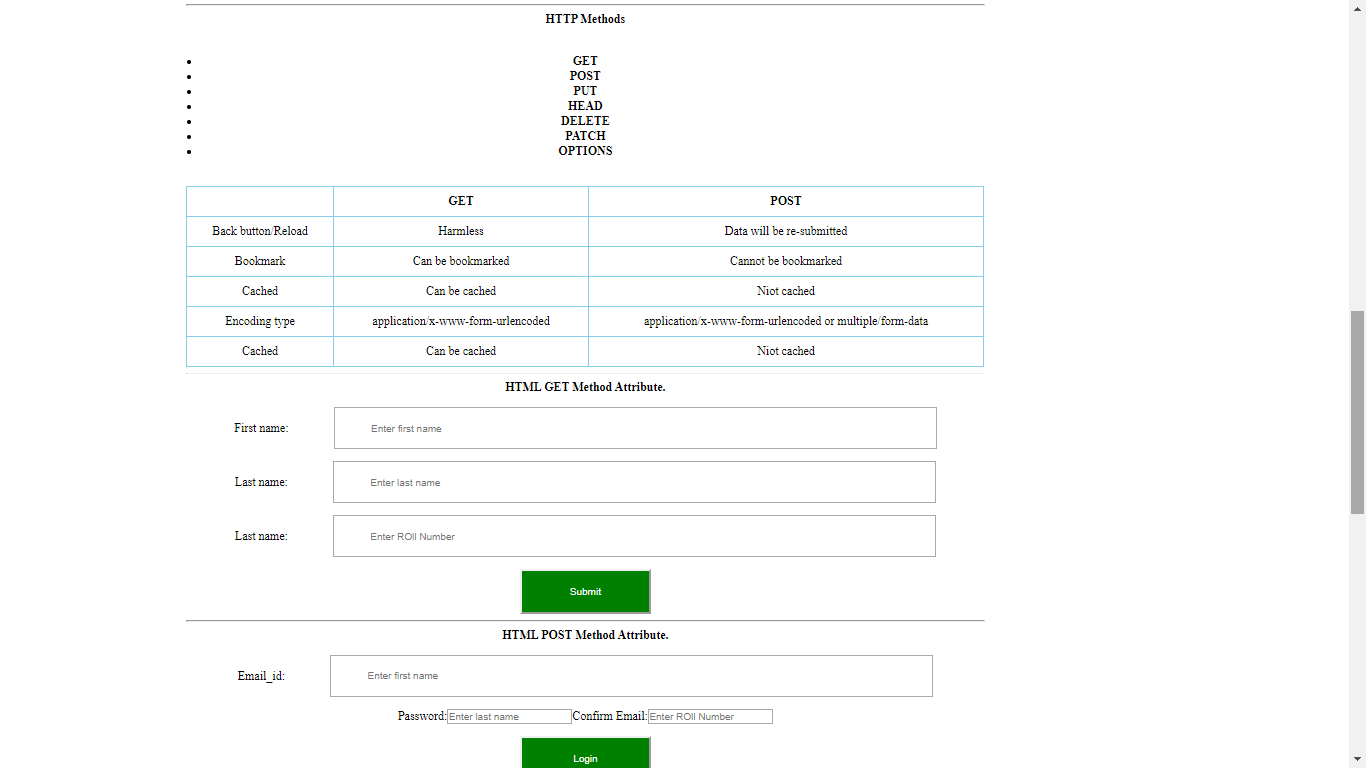 HTTP Methods
GET
POST
PUT
HEAD
DELETE
PATCH
OPTIONS
GET POST
Back button/Reload Harmless Data will be re-submitted
Bookmark Can be bookmarked Cannot be bookmarked
Cached Can be cached Niot cached
Encoding type application/x-www-form-urlencoded application/x-www-form-urlencoded or multiple/form-data
Cached Can be cached Niot cached
HTML GET Method Attribute.
First name: Enter first name
Last name: Enter last name
Last name: Enter ROll Number
Submit
HTML POST Method Attribute.
Email_id: Enter first name
Password: Enter last name Confirm Email: Enter ROll Number
Login